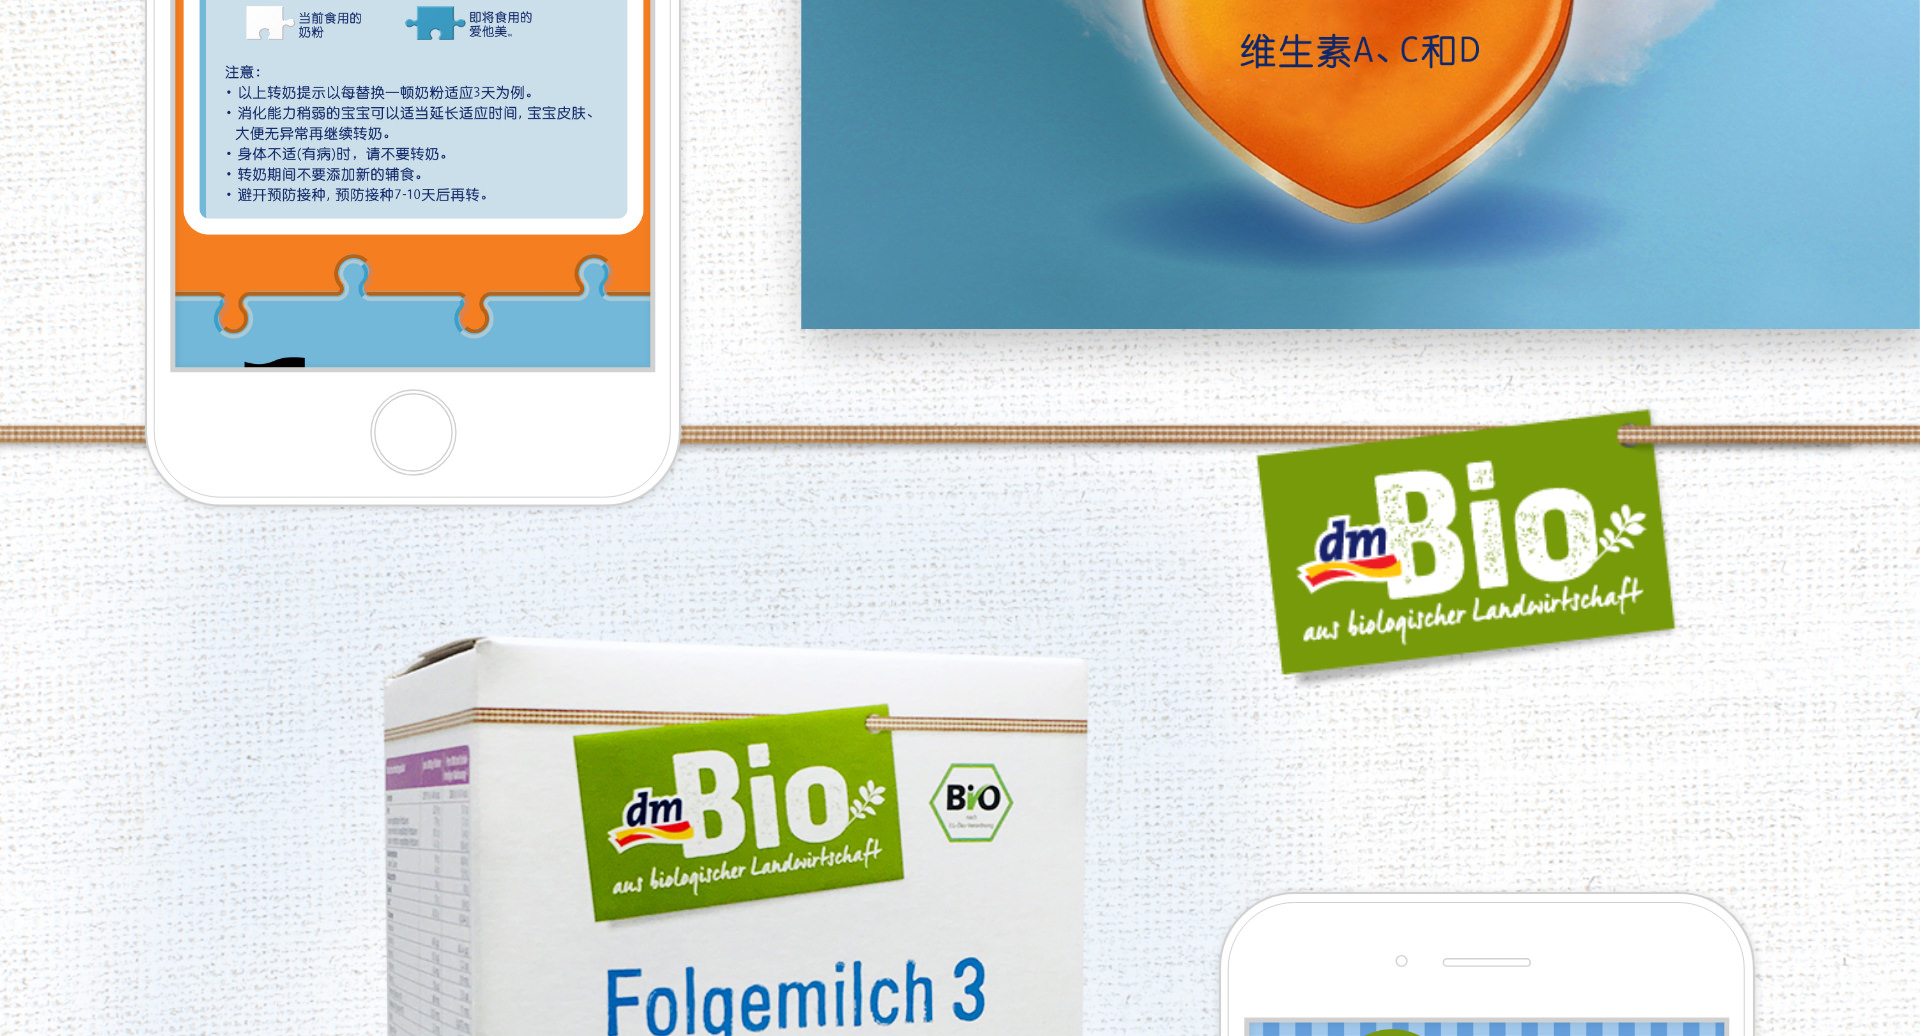 当前食用的
奶粉
即将食用的
爱他美。
注意：
• 以上转奶提示以每替换一顿奶粉适应3天为例。
• 消化能力稍弱的宝宝可以适当延长适应时间, 宝宝皮肤、
大便无异常再继续转奶。
• 身体不适(有病)时，请不要转奶。
• 转奶期间不要添加新的辅食。
• 避开预防接种, 预防接种7-10天后再转。
维生素A、C和D
dm Bio
aus biologischer Landwirtschaft
dm Bio
aus biologischer Landwirtschaft
BIO
nach
Folgemilch 3